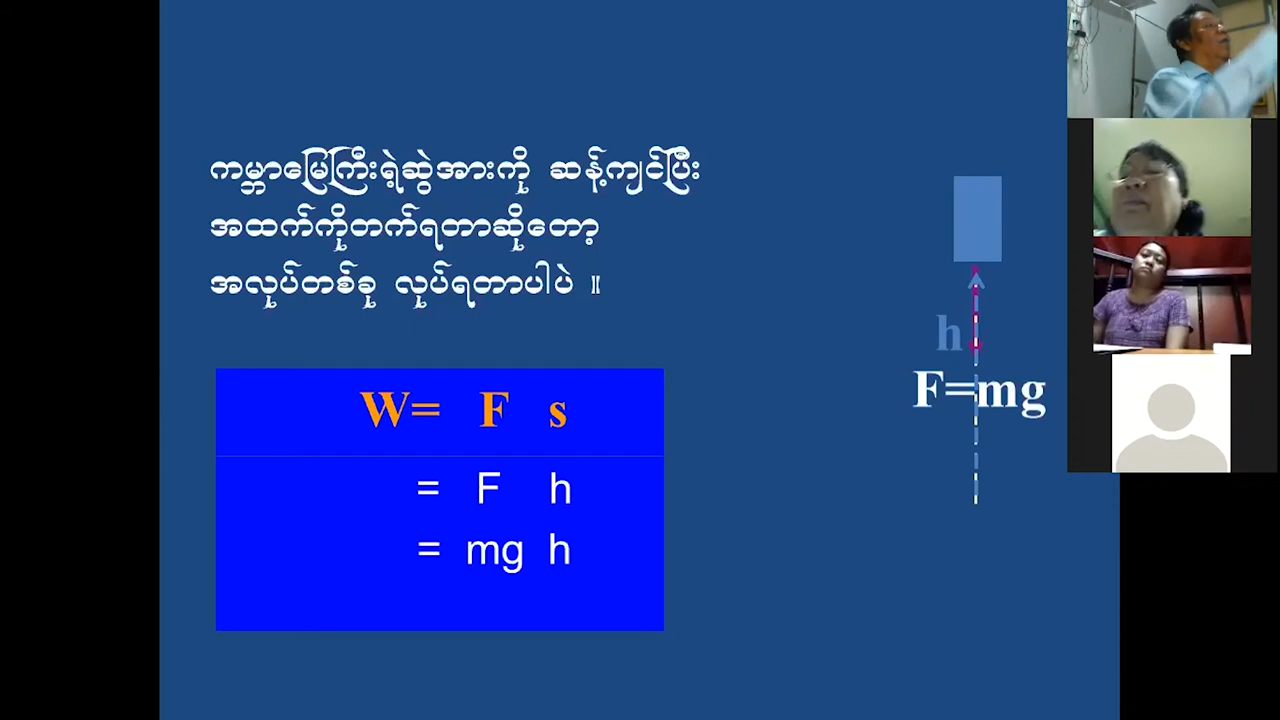 ကမ္ဘာမြေကြီးရဲ့ဆွဲအားကို ဆန့်ကျင်ပြီး
အထက်ကိုတက်ရတာဆိုတော့
အလုပ်တစ်ခု လုပ်ရတာပါပဲ ။
W= F s
= F h
= mg h
h
F=mg